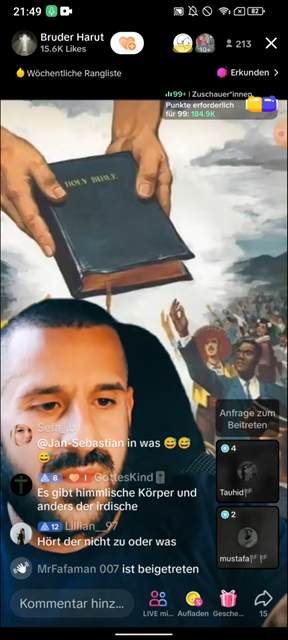 21:49
82
Bruder Harut
15.6K Likes
10+
213
Wöchentliche Rangliste
Erkunden >
99+ | Zuschauer*innen
Punkte erforderlich
für 99: 184.9K
HOLY BIBLE
@Jan-Sebastian in was 😅😅
😅
8 I GottesKind
Es gibt himmlische Körper und
anders der irdische
12 Lillian__97
Hört der nicht zu oder was
MrFafaman 007 ist beigetreten
Anfrage zum
Beitreten
4
Tauhid
2
mustafa
Kommentar hinz...
LIVE mi...
Aufladen
Gesche...
15